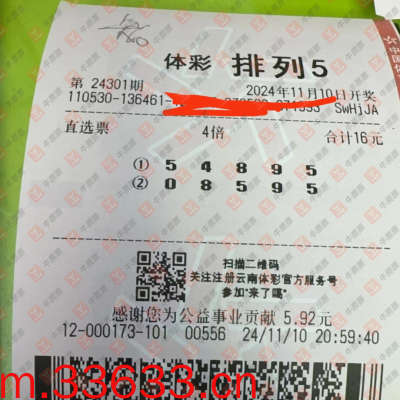 体彩 排列5
第 24301期 2024年11月10日开奖
110530-136461- SwHjJA
直选票 4倍 合计16元
① 5 4 8 9 5
② 0 8 5 9 5
扫描二维码
关注注册云南体彩官方服务号
参加"来了吗"
感谢您为公益事业贡献 5.92元
12-000173-101 00556 24/11/10 20:59:40
m.33633.cn